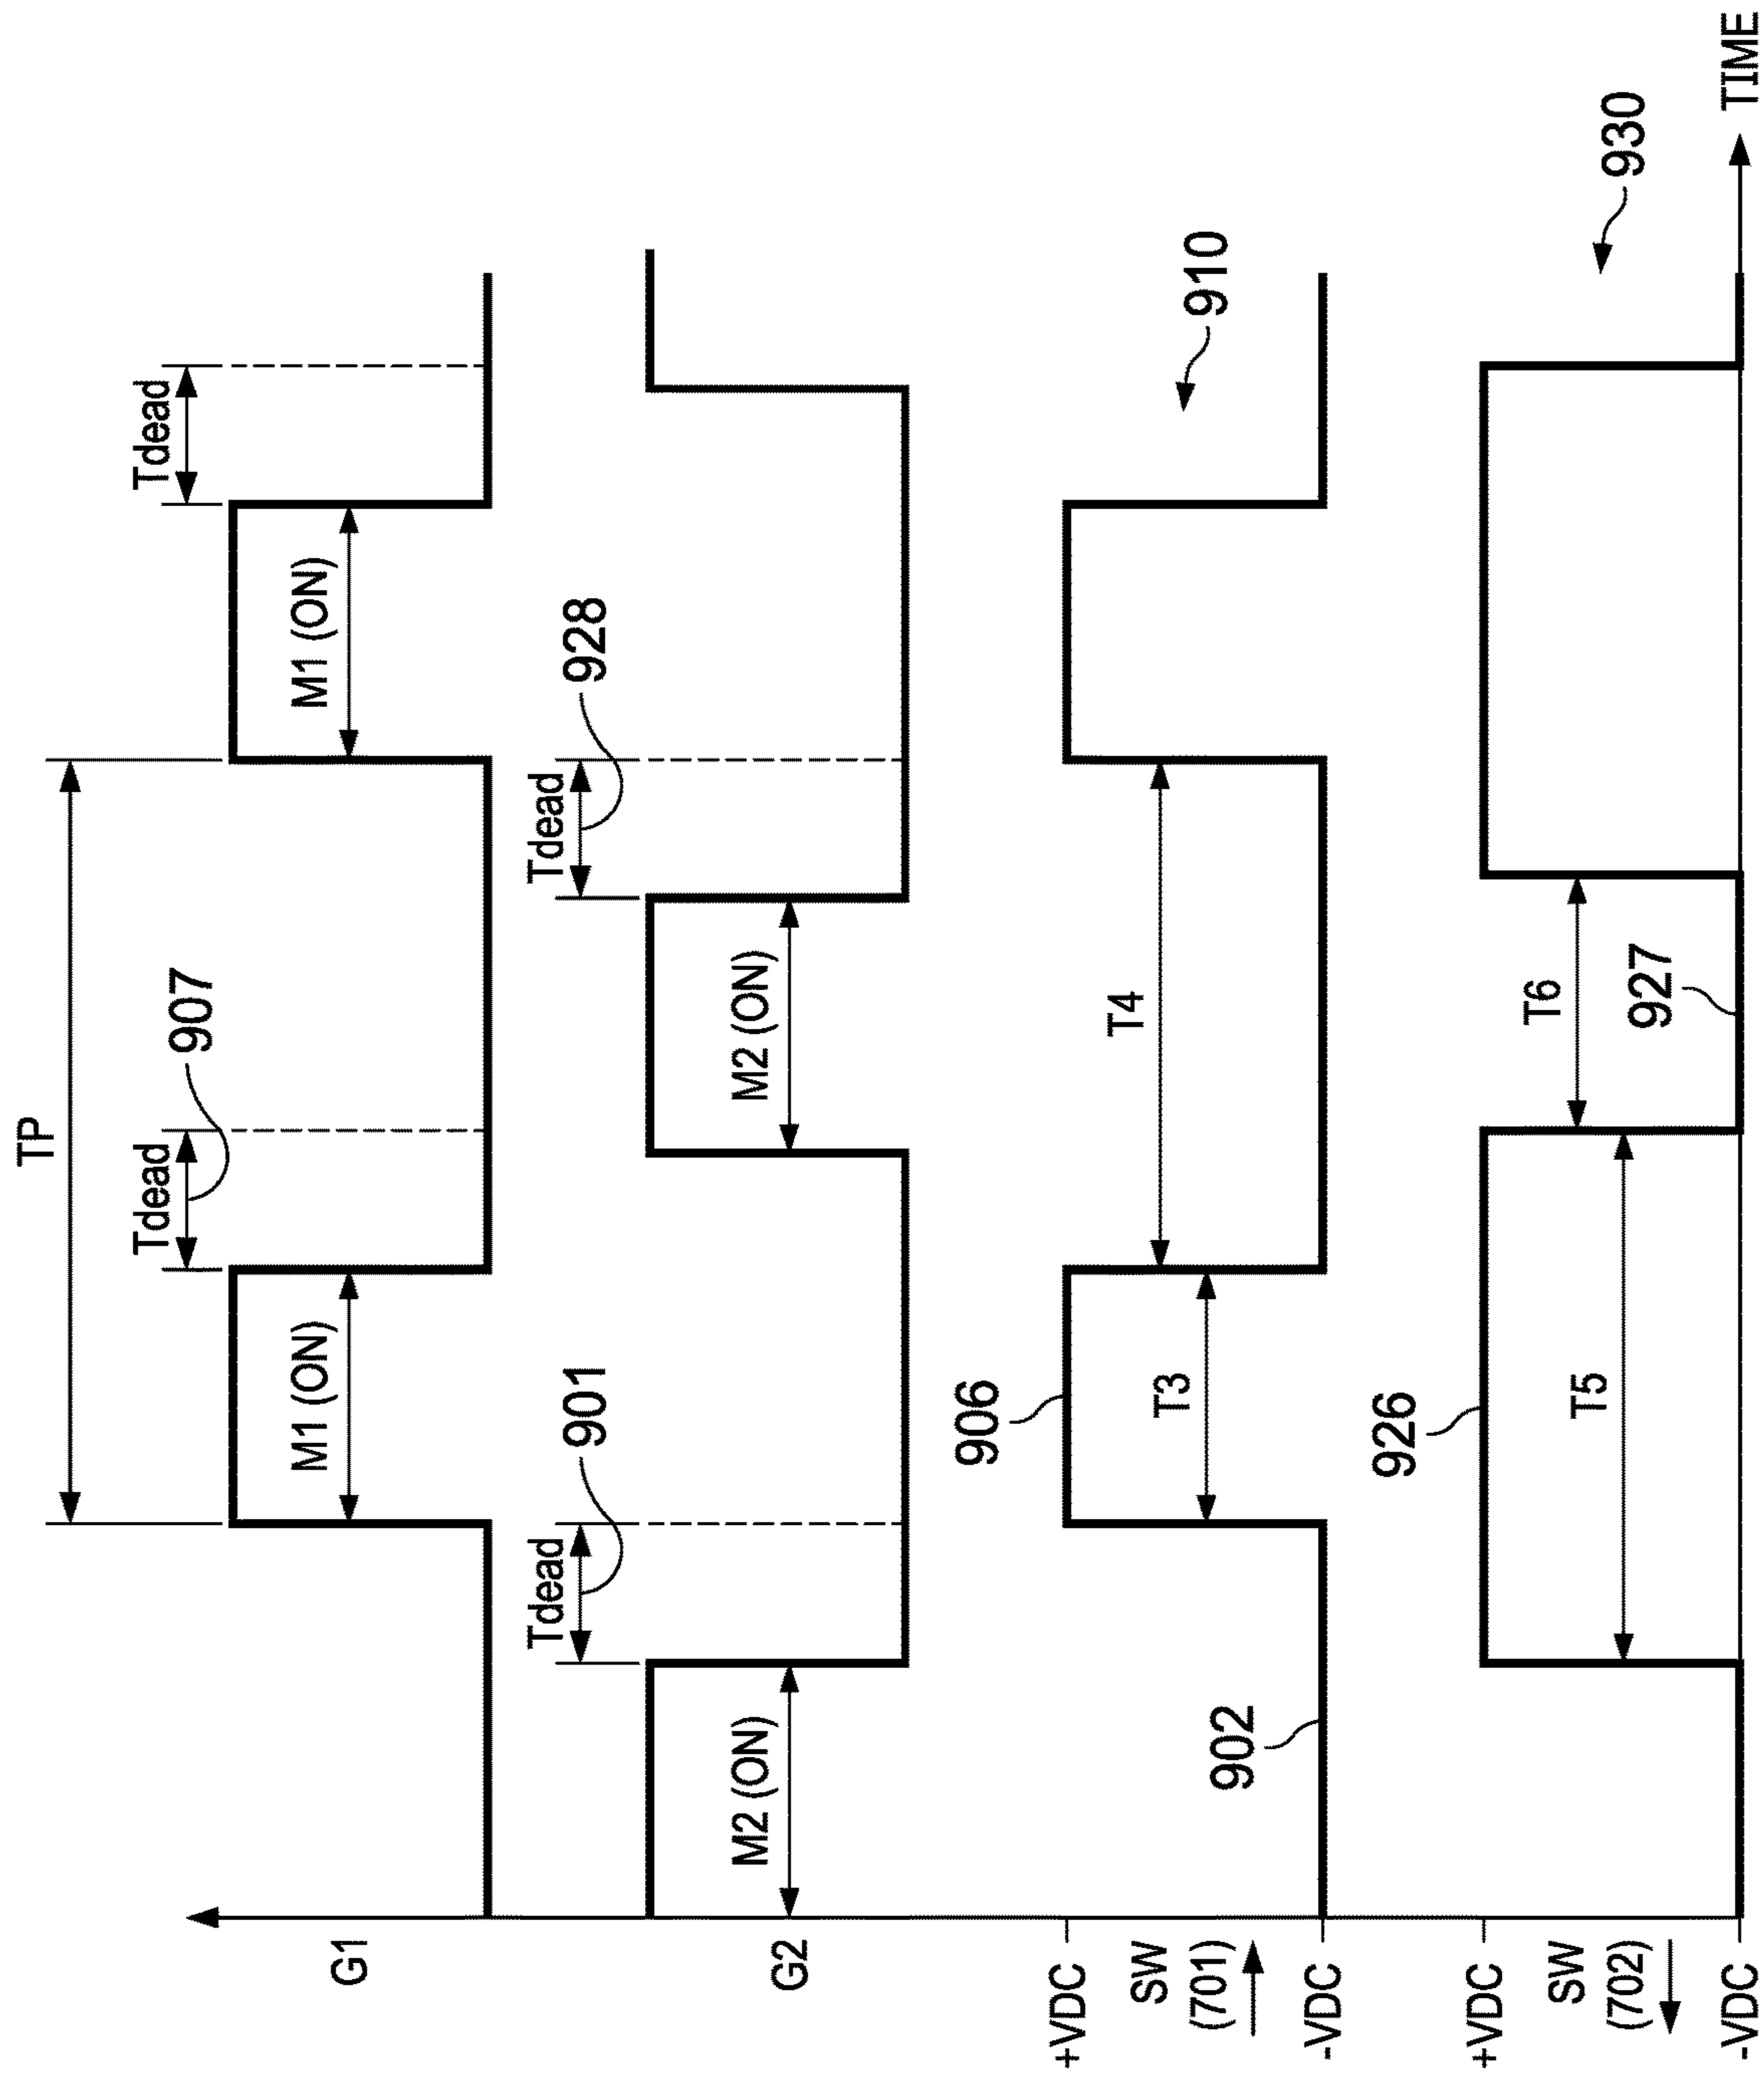 TP
Tdead
907
Tdead
G1
M1 (ON)
M1 (ON)
Tdead
901
Tdead
928
G2
M2 (ON)
M2 (ON)
+VDC
906
910
SW
(701)
T3
T4
-VDC
902
+VDC
926
930
SW
(702)
T5
T6
927
-VDC
TIME